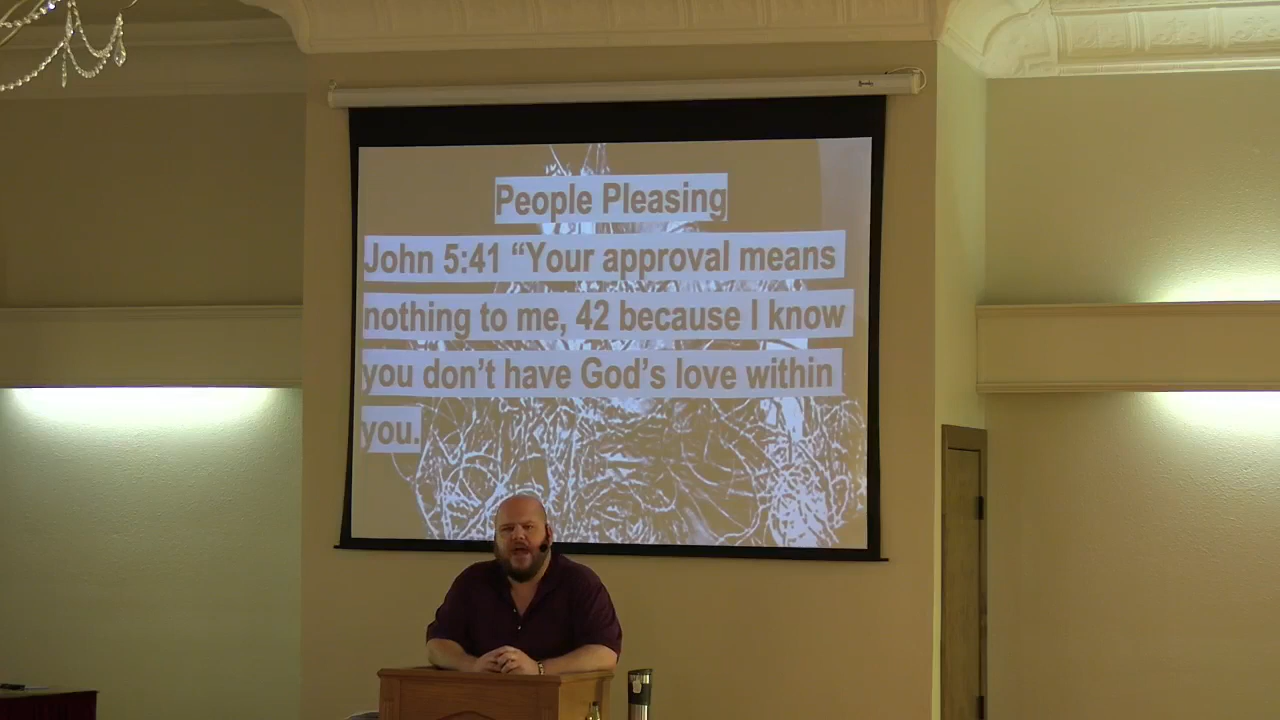 People Pleasing
John 5:41 “Your approval means
nothing to me, 42 because I know
you don’t have God’s love within
you.